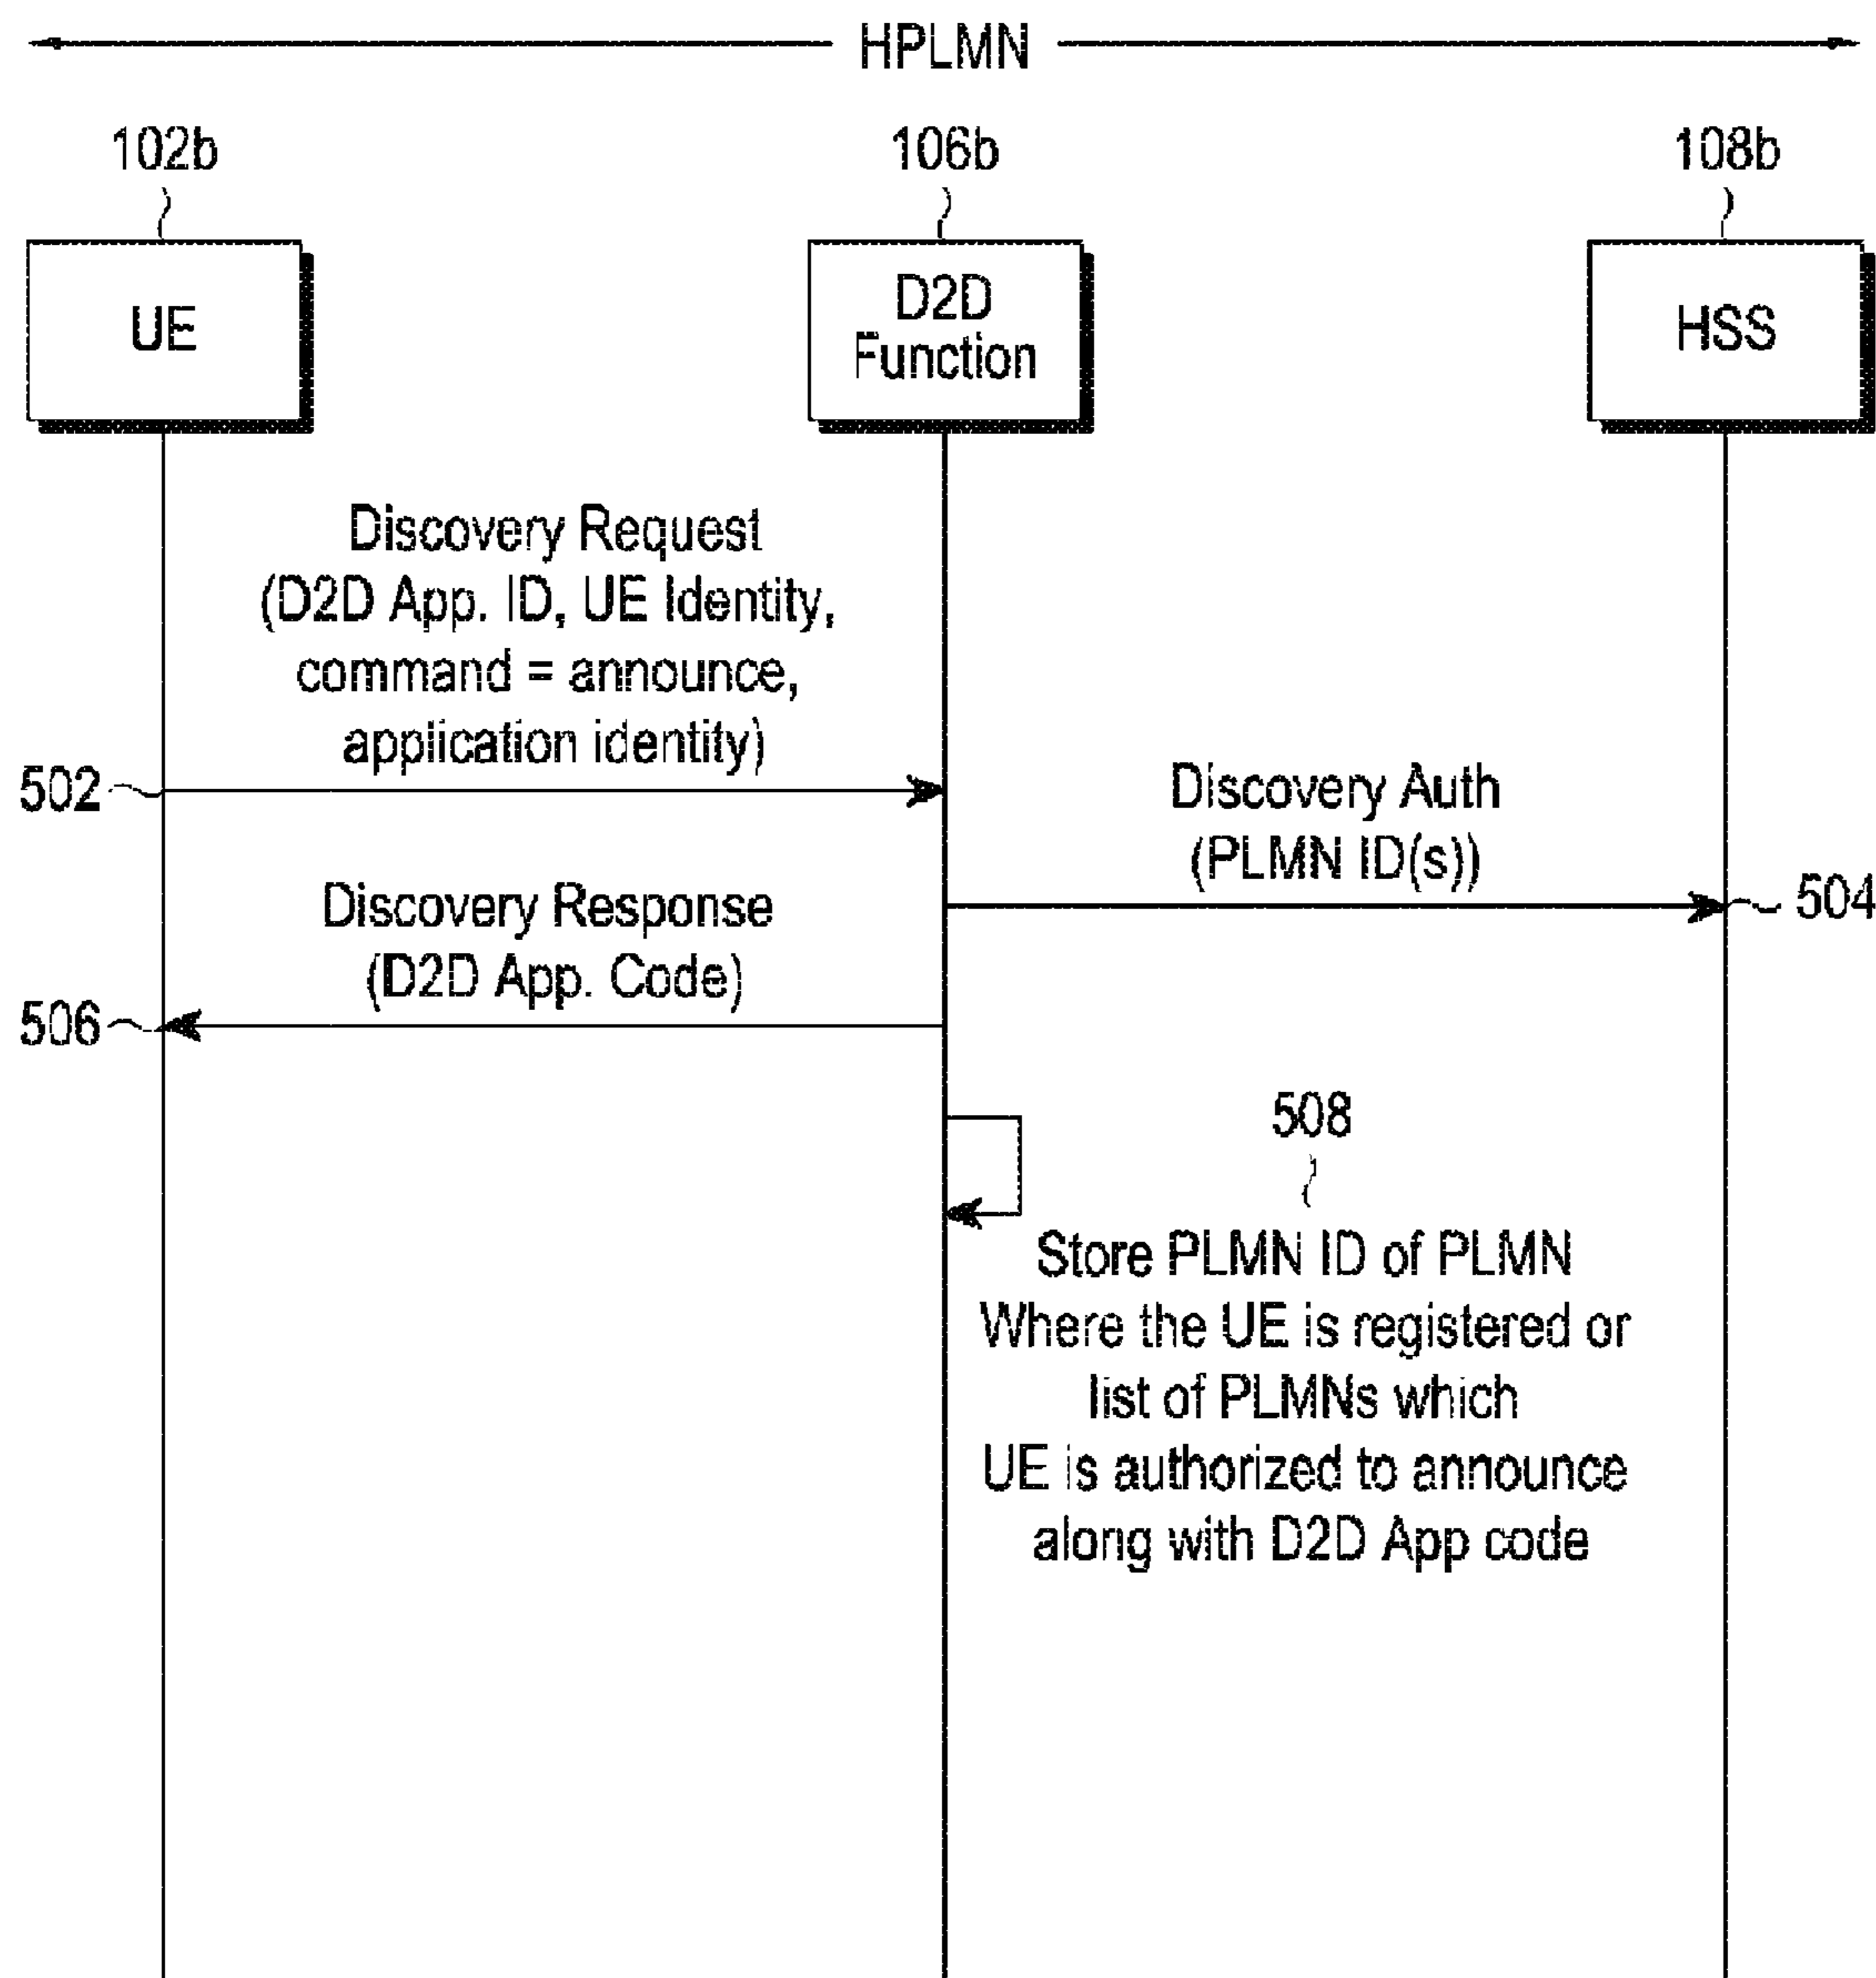 HPLMN
102b
106b
108b
UE
D2D
Function
HSS
Discovery Request
(D2D App. ID, UE Identity,
command = announce,
application identity)
502
Discovery Auth
(PLMN ID(s))
504
Discovery Response
(D2D App. Code)
506
508
Store PLMN ID of PLMN
Where the UE is registered or
list of PLMNs which
UE is authorized to announce
along with D2D App code